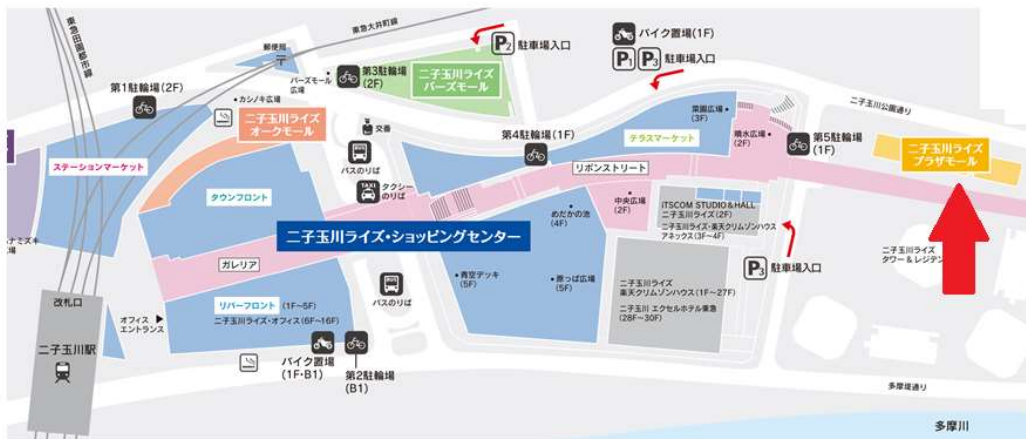 東急田園都市線
東急大井町線
郵便局
バーズモール
広場
第1駐輪場(2F)
カシノキ広場
二子玉川ライズ
オークモール
第3駐輪場
(2F)
二子玉川ライズ
バーズモール
P2 駐車場入口
バイク置場(1F)
P1 P3 駐車場入口
二子玉川公園通り
菜園広場
(3F)
噴水広場
(2F)
第5駐輪場
(1F)
二子玉川ライズ
プラザモール
交番
第4駐輪場(1F)
テラスマーケット
ステーションマーケット
BUS
バスのりば
リボンストリート
タウンフロント
TAXI
タクシー
のりば
中央広場
(2F)
iTSCOM STUDIO&HALL
二子玉川ライズ(2F)
二子玉川ライズ・楽天クリムゾンハウス
アネックス(3F~4F)
めだかの池
(4F)
二子玉川ライズ・ショッピングセンター
ナミズキ
場
ガレリア
青空デッキ
(5F)
原っぱ広場
(5F)
P3 駐車場入口
二子玉川ライズ
タワー&レジデン
改札口
オフィス
エントランス
リバーフロント(1F~5F)
二子玉川ライズ・オフィス(6F~16F)
BUS
バスのりば
二子玉川ライズ
楽天クリムゾンハウス(1F~27F)
二子玉川 エクセルホテル東急
(28F~30F)
二子玉川駅
バイク置場
(1F・B1)
第2駐輪場
(B1)
多摩堤通り
多摩川